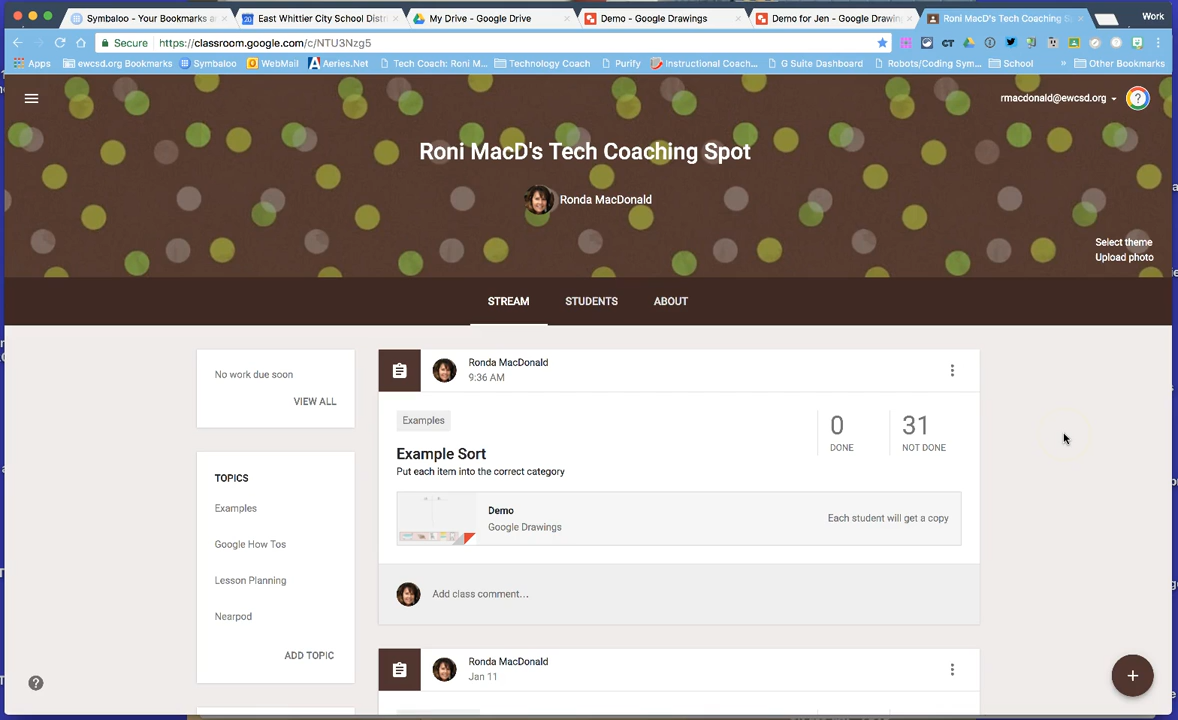 Symbaloo - Your Bookmarks a
East Whittier City School Distri
My Drive - Google Drive
Demo - Google Drawings
Demo for Jen - Google Drawin
Roni MacD's Tech Coaching Sp
Work
Secure
https://classroom.google.com/c/NTU3Nzg5
Apps
ewcsd.org Bookmarks
Symbaloo
WebMail
Aeries.Net
Tech Coach: Roni M...
Technology Coach
Purify
Instructional Coach...
G Suite Dashboard
Robots/Coding Sym...
School
Other Bookmarks
rmacdonald@ewcsd.org
Roni MacD's Tech Coaching Spot
Ronda MacDonald
Select theme
Upload photo
STREAM
STUDENTS
ABOUT
No work due soon
VIEW ALL
TOPICS
Examples
Google How Tos
Lesson Planning
Nearpod
ADD TOPIC
Ronda MacDonald
9:36 AM
Examples
Example Sort
Put each item into the correct category
0
DONE
31
NOT DONE
Demo
Google Drawings
Each student will get a copy
Add class comment...
Ronda MacDonald
Jan 11